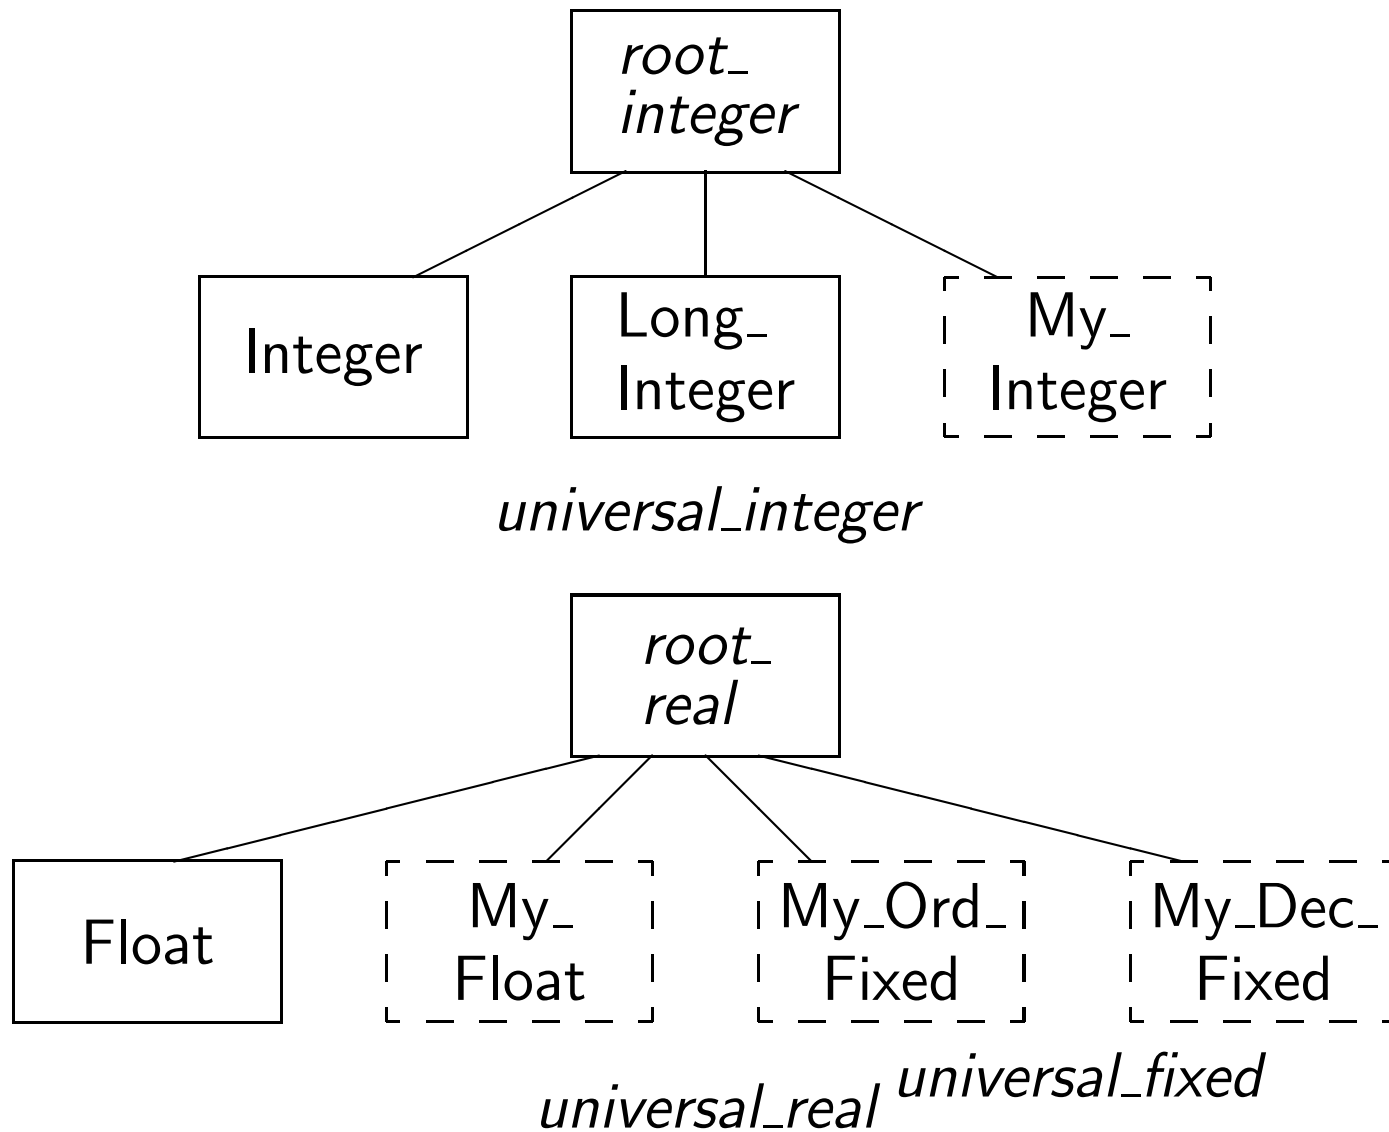 root_
integer
Integer
Long_
Integer
My_
Integer
universal_integer
root_
real
Float
My_
Float
My_Ord_
Fixed
My_Dec_
Fixed
universal_fixed
universal_real